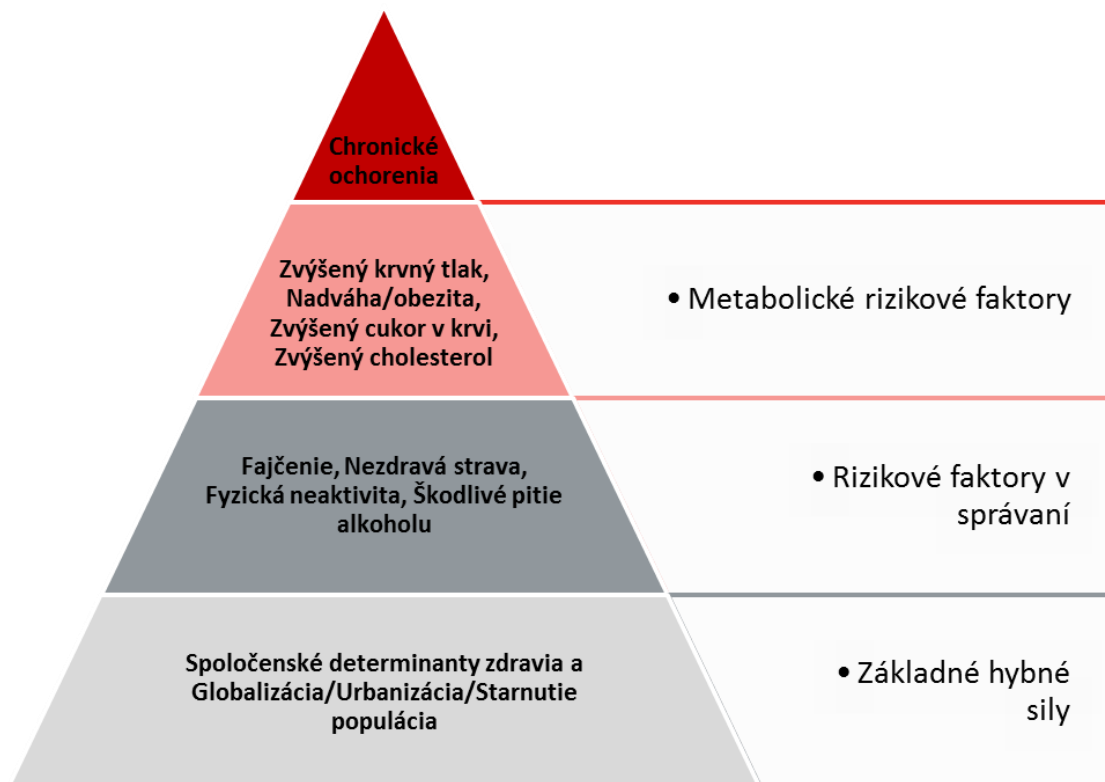 Chronické
ochorenia
Zvýšený krvný tlak,
Nadváha/obezita,
Zvýšený cukor v krvi,
Zvýšený cholesterol
• Metabolické rizikové faktory
Fajčenie, Nezdravá strava,
Fyzická neaktivita, Škodlivé pitie
alkoholu
• Rizikové faktory v
správaní
Spoločenské determinanty zdravia a
Globalizácia/Urbanizácia/Starnutie
populácia
• Základné hybné
sily